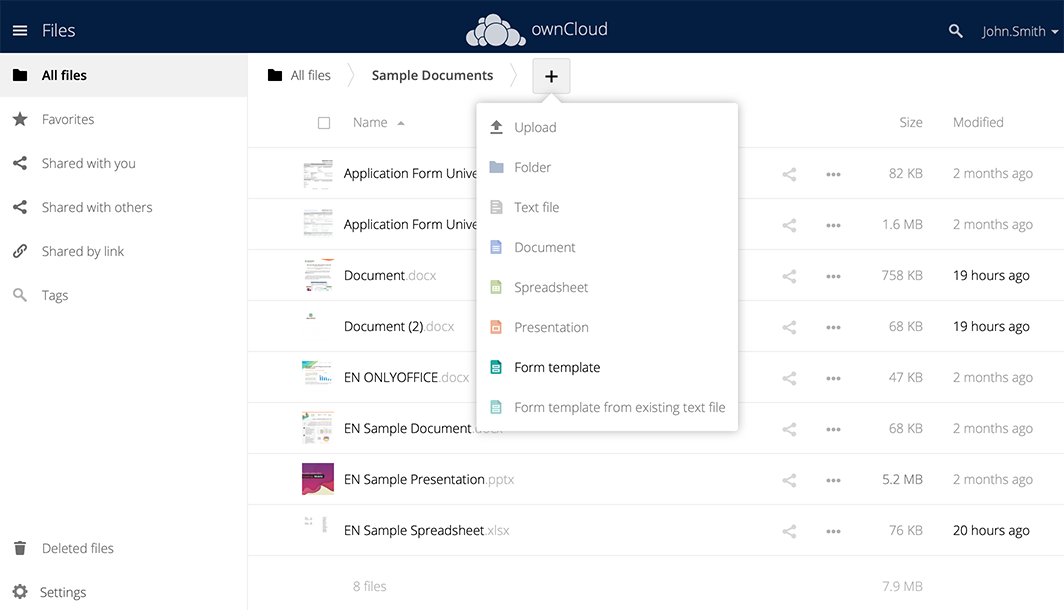 Files
ownCloud
John.Smith
All files
Favorites
Shared with you
Shared with others
Shared by link
Tags
Deleted files
Settings
All files Sample Documents +
Name Size Modified
Upload
Folder
Text file
Document
Spreadsheet
Presentation
Form template
Form template from existing text file
Application Form Unive 82 KB 2 months ago
Application Form Unive 1.6 MB 2 months ago
Document.docx 758 KB 19 hours ago
Document (2).docx 68 KB 19 hours ago
EN ONLYOFFICE.docx 47 KB 2 months ago
EN Sample Document.docx 68 KB 2 months ago
EN Sample Presentation.pptx 5.2 MB 2 months ago
EN Sample Spreadsheet.xlsx 76 KB 20 hours ago
8 files 7.9 MB